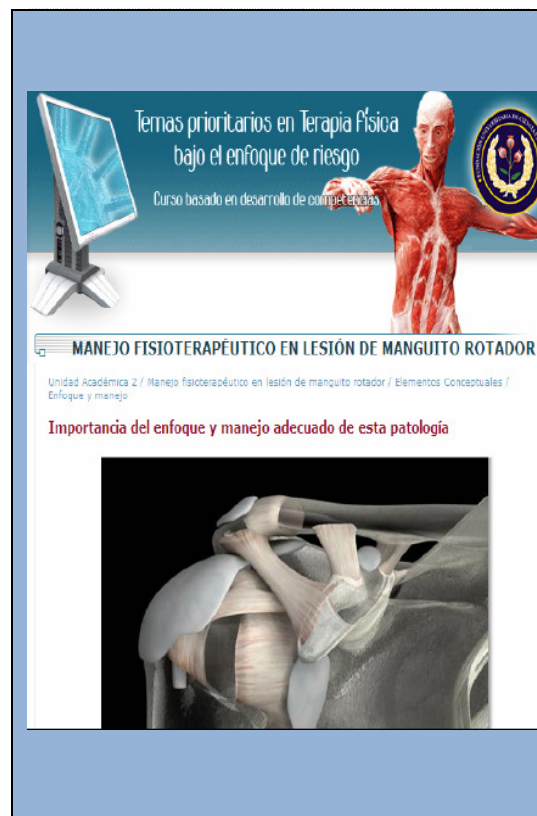 Temas prioritarios en Terapia Física
bajo el enfoque de riesgo
Curso basado en desarrollo de competencias
MANEJO FISIOTERAPÉUTICO EN LESIÓN DE MANGUITO ROTADOR
Unidad Académica 2 / Manejo fisioterapéutico en lesión de manguito rotador / Elementos Conceptuales /
Enfoque y manejo
Importancia del enfoque y manejo adecuado de esta patología